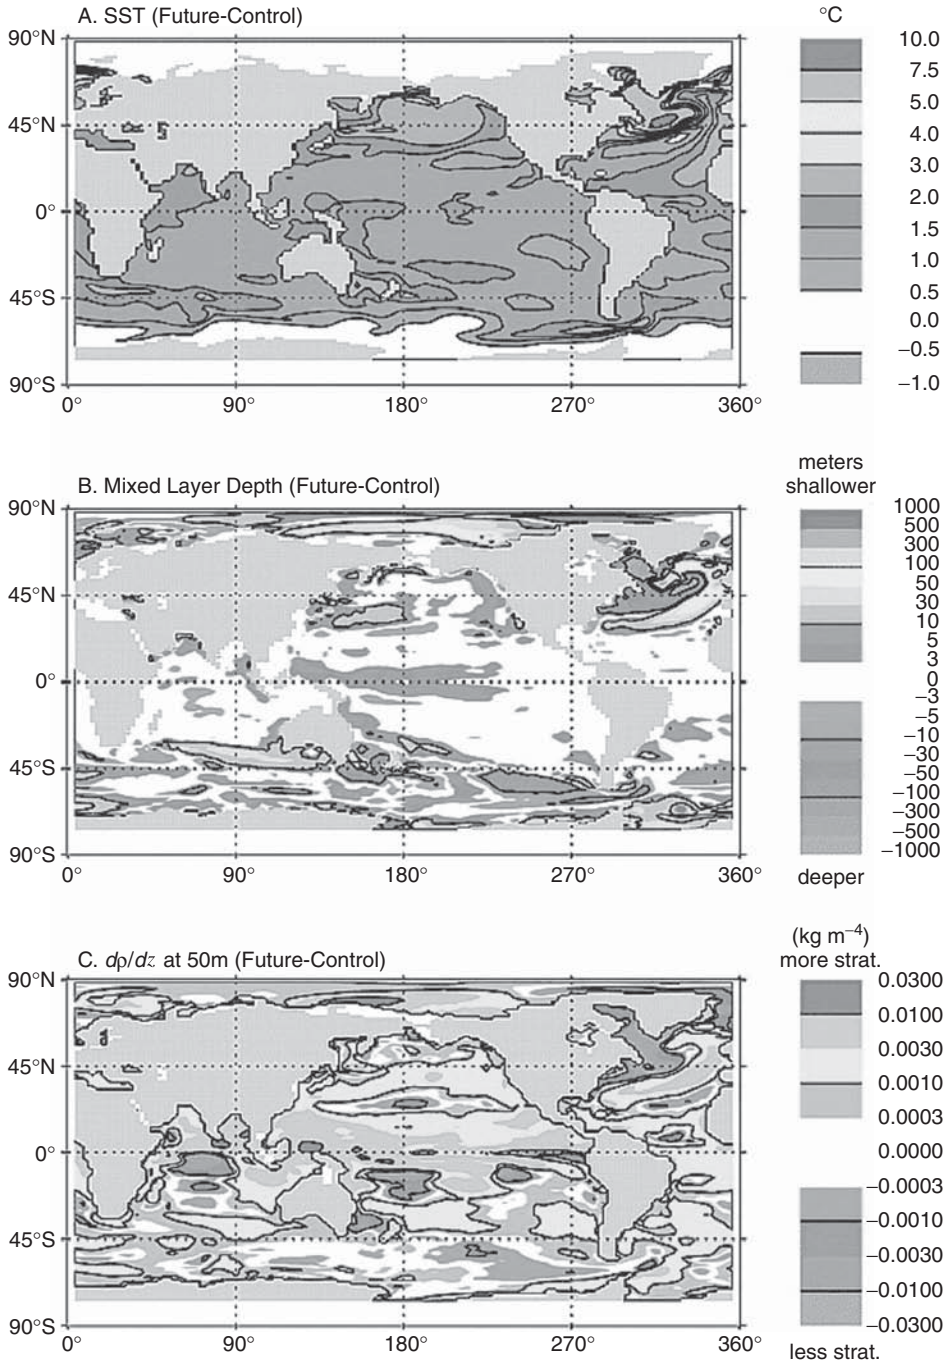 A. SST (Future-Control)
°C
90°N
45°N
0°
45°S
90°S
0°
90°
180°
270°
360°
10.0
7.5
5.0
4.0
3.0
2.0
1.5
1.0
0.5
0.0
−0.5
−1.0
B. Mixed Layer Depth (Future-Control)
meters
shallower
90°N
45°N
0°
45°S
90°S
0°
90°
180°
270°
360°
1000
500
300
100
50
30
10
5
3
0
−3
−5
−10
−30
−50
−100
−300
−500
−1000
deeper
C. dρ/dz at 50m (Future-Control)
(kg m⁻⁴)
more strat.
90°N
45°N
0°
45°S
90°S
0°
90°
180°
270°
360°
0.0300
0.0100
0.0030
0.0010
0.0003
0.0000
−0.0003
−0.0010
−0.0030
−0.0100
−0.0300
less strat.